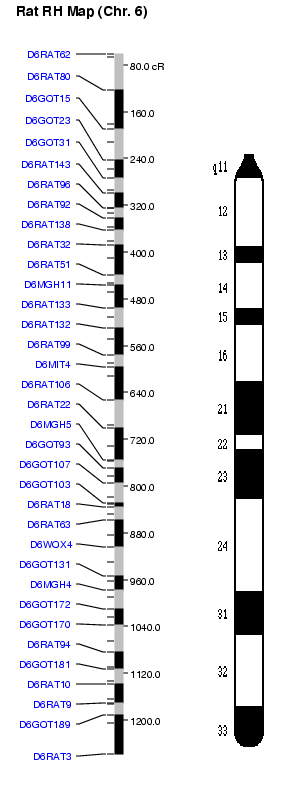 Rat RH Map (Chr. 6)
D6RAT62
D6RAT80
D6GOT15
D6GOT23
D6GOT31
D6RAT143
D6RAT96
D6RAT92
D6RAT138
D6RAT32
D6RAT51
D6MGH11
D6RAT133
D6RAT132
D6RAT99
D6MIT4
D6RAT106
D6RAT22
D6MGH5
D6GOT93
D6GOT107
D6GOT103
D6RAT18
D6RAT63
D6WOX4
D6GOT131
D6MGH4
D6GOT172
D6GOT170
D6RAT94
D6GOT181
D6RAT10
D6RAT9
D6GOT189
D6RAT3
80.0 cR
160.0
240.0
320.0
400.0
480.0
560.0
640.0
720.0
800.0
880.0
960.0
1040.0
1120.0
1200.0
q11
12
13
14
15
16
21
22
23
24
31
32
33